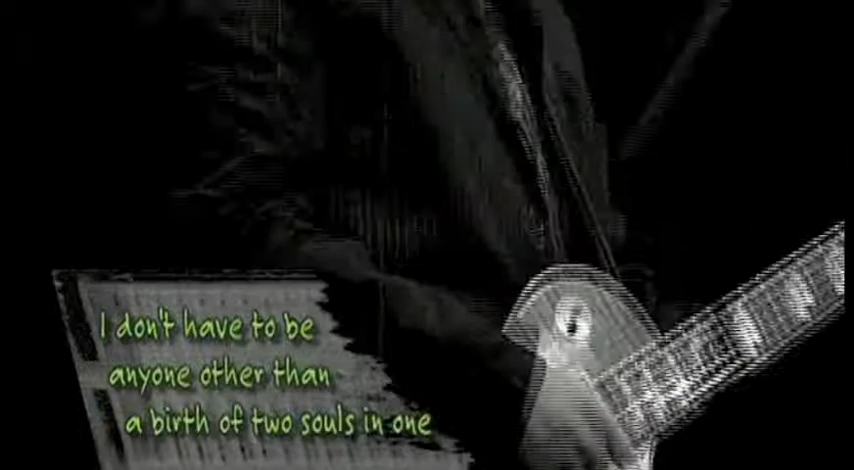 I don't have to be
anyone other than
a birth of two souls in one